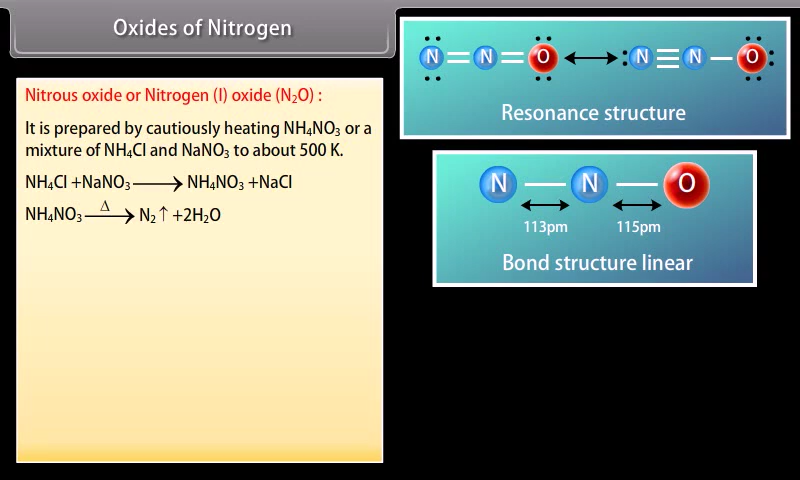 Oxides of Nitrogen
Nitrous oxide or Nitrogen (I) oxide (N₂O) :
It is prepared by cautiously heating NH₄NO₃ or a
mixture of NH₄Cl and NaNO₃ to about 500 K.
NH₄Cl +NaNO₃ ⟶ NH₄NO₃ +NaCl
Δ
NH₄NO₃ ⟶ N₂ ↑ +2H₂O
N = N = O ⟷ :N ≡ N — O:
Resonance structure
N — N — O
113pm 115pm
Bond structure linear